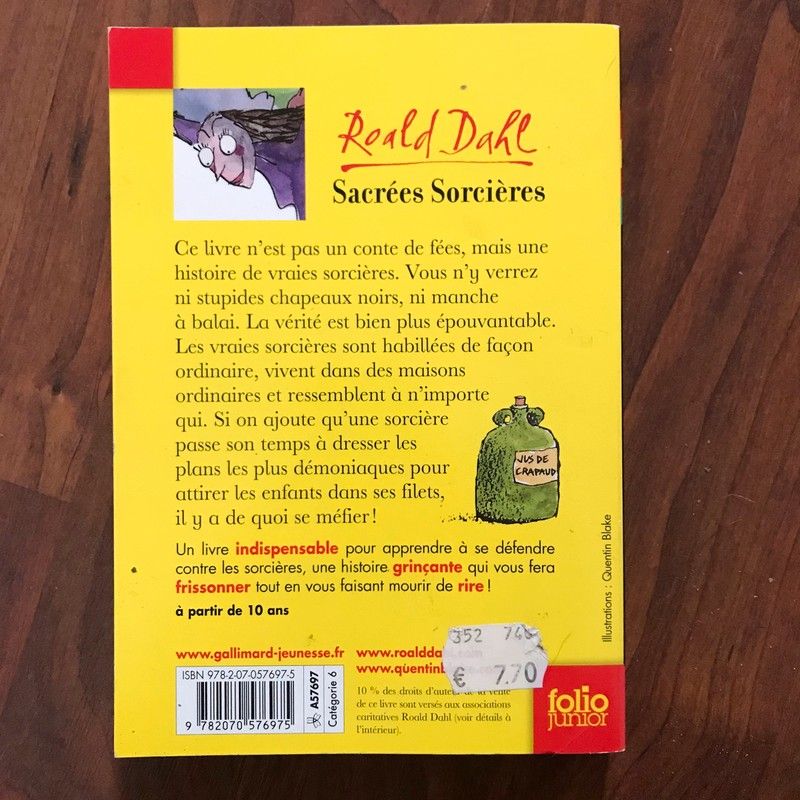 Roald Dahl
Sacrées Sorcières
Ce livre n'est pas un conte de fées, mais une
histoire de vraies sorcières. Vous n'y verrez
ni stupides chapeaux noirs, ni manche
à balai. La vérité est bien plus épouvantable.
Les vraies sorcières sont habillées de façon
ordinaire, vivent dans des maisons
ordinaires et ressemblent à n'importe
qui. Si on ajoute qu'une sorcière
passe son temps à dresser les
plans les plus démoniaques pour
attirer les enfants dans ses filets,
il y a de quoi se méfier !
JUS DE
CRAPAUD
Un livre indispensable pour apprendre à se défendre
contre les sorcières, une histoire grinçante qui vous fera
frissonner tout en vous faisant mourir de rire !
à partir de 10 ans
Illustrations : Quentin Blake
www.gallimard-jeunesse.fr
www.roalddahl.com
352
€ 7.70
ISBN 978-2-07-057697-5
9 782070 576975
A57697
Catégorie 6
10 % des droits d'auteur de la vente
de ce livre sont versés aux associations
caritatives Roald Dahl (voir détails à
l'intérieur).
folio
junior